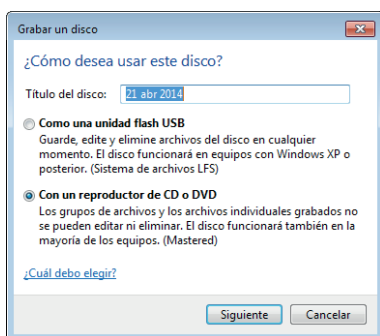 Grabar un disco
¿Cómo desea usar este disco?
Título del disco: 21 abr 2014
Como una unidad flash USB
Guarde, edite y elimine archivos del disco en cualquier
momento. El disco funcionará en equipos con Windows XP o
posterior. (Sistema de archivos LFS)
Con un reproductor de CD o DVD
Los grupos de archivos y los archivos individuales grabados no
se pueden editar ni eliminar. El disco funcionará también en la
mayoría de los equipos. (Mastered)
¿Cuál debo elegir?
Siguiente Cancelar